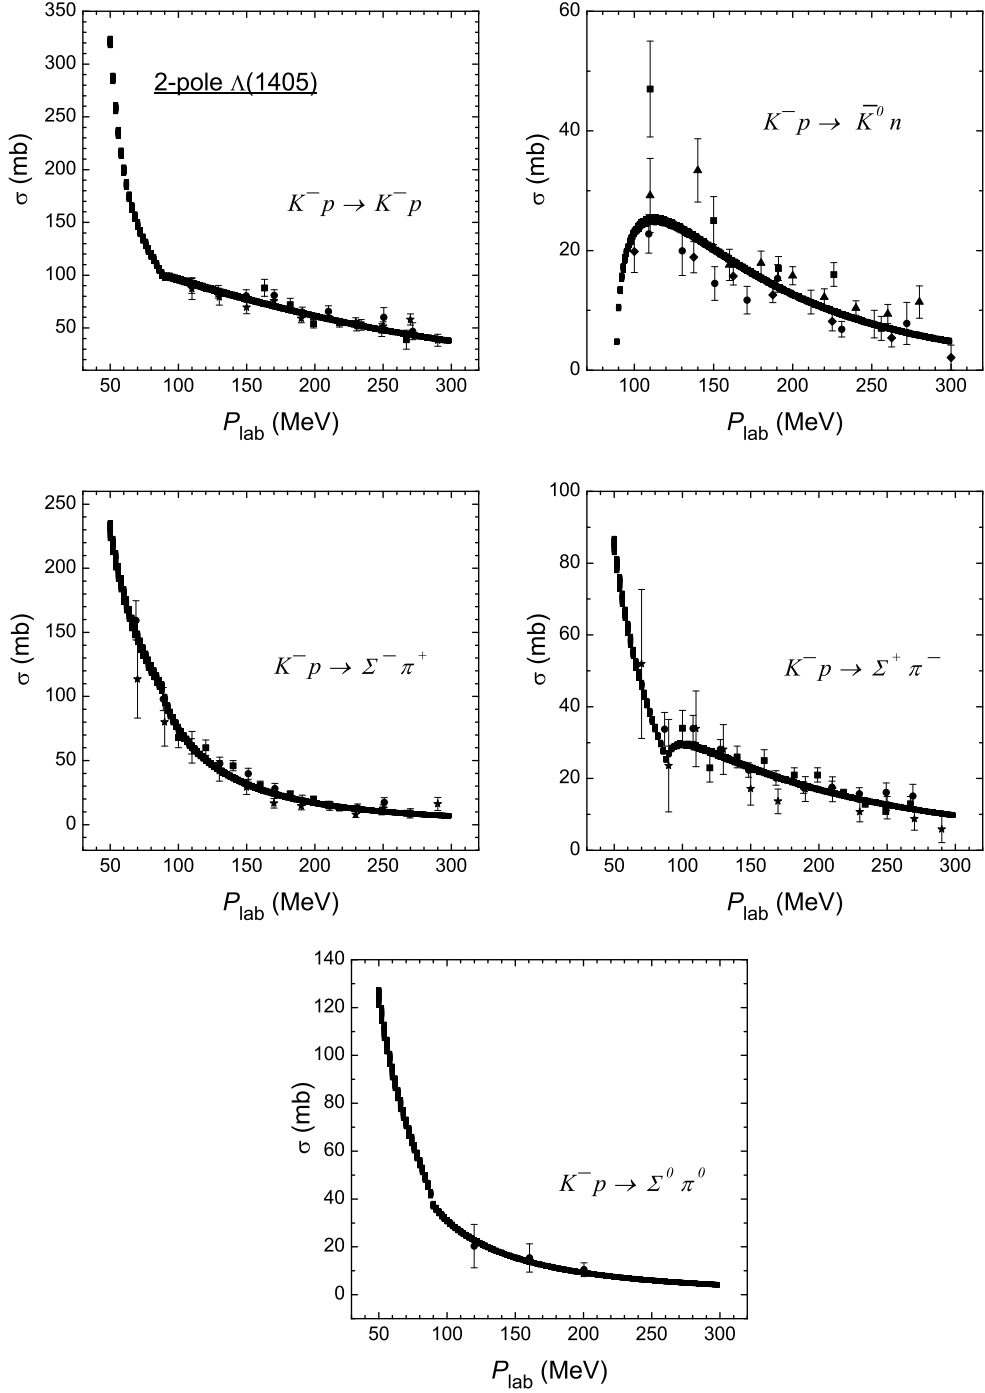 350
300
250
200
150
100
50
σ (mb)
2-pole Λ(1405)
K⁻ p → K⁻ p
50 100 150 200 250 300
P_lab (MeV)
60
40
20
0
σ (mb)
K⁻ p → K̄⁰ n
100 150 200 250 300
P_lab (MeV)
250
200
150
100
50
0
σ (mb)
K⁻ p → Σ⁻ π⁺
50 100 150 200 250 300
P_lab (MeV)
100
80
60
40
20
0
σ (mb)
K⁻ p → Σ⁺ π⁻
50 100 150 200 250 300
P_lab (MeV)
140
120
100
80
60
40
20
0
σ (mb)
K⁻ p → Σ⁰ π⁰
50 100 150 200 250 300
P_lab (MeV)